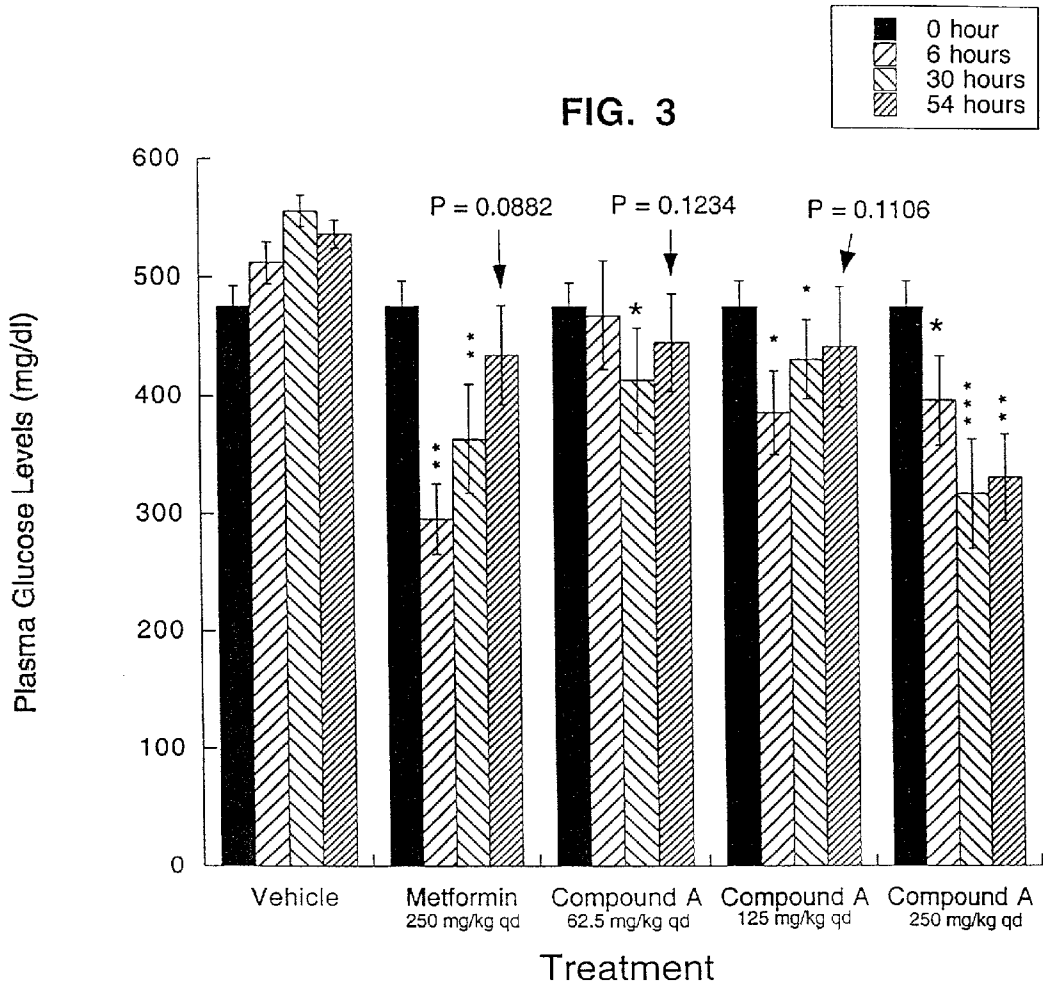 0 hour
6 hours
30 hours
54 hours
FIG. 3
Plasma Glucose Levels (mg/dl)
600
500
400
300
200
100
0
P = 0.0882
P = 0.1234
P = 0.1106
**
**
*
*
*
*
***
**
Vehicle
Metformin
250 mg/kg qd
Compound A
62.5 mg/kg qd
Compound A
125 mg/kg qd
Compound A
250 mg/kg qd
Treatment